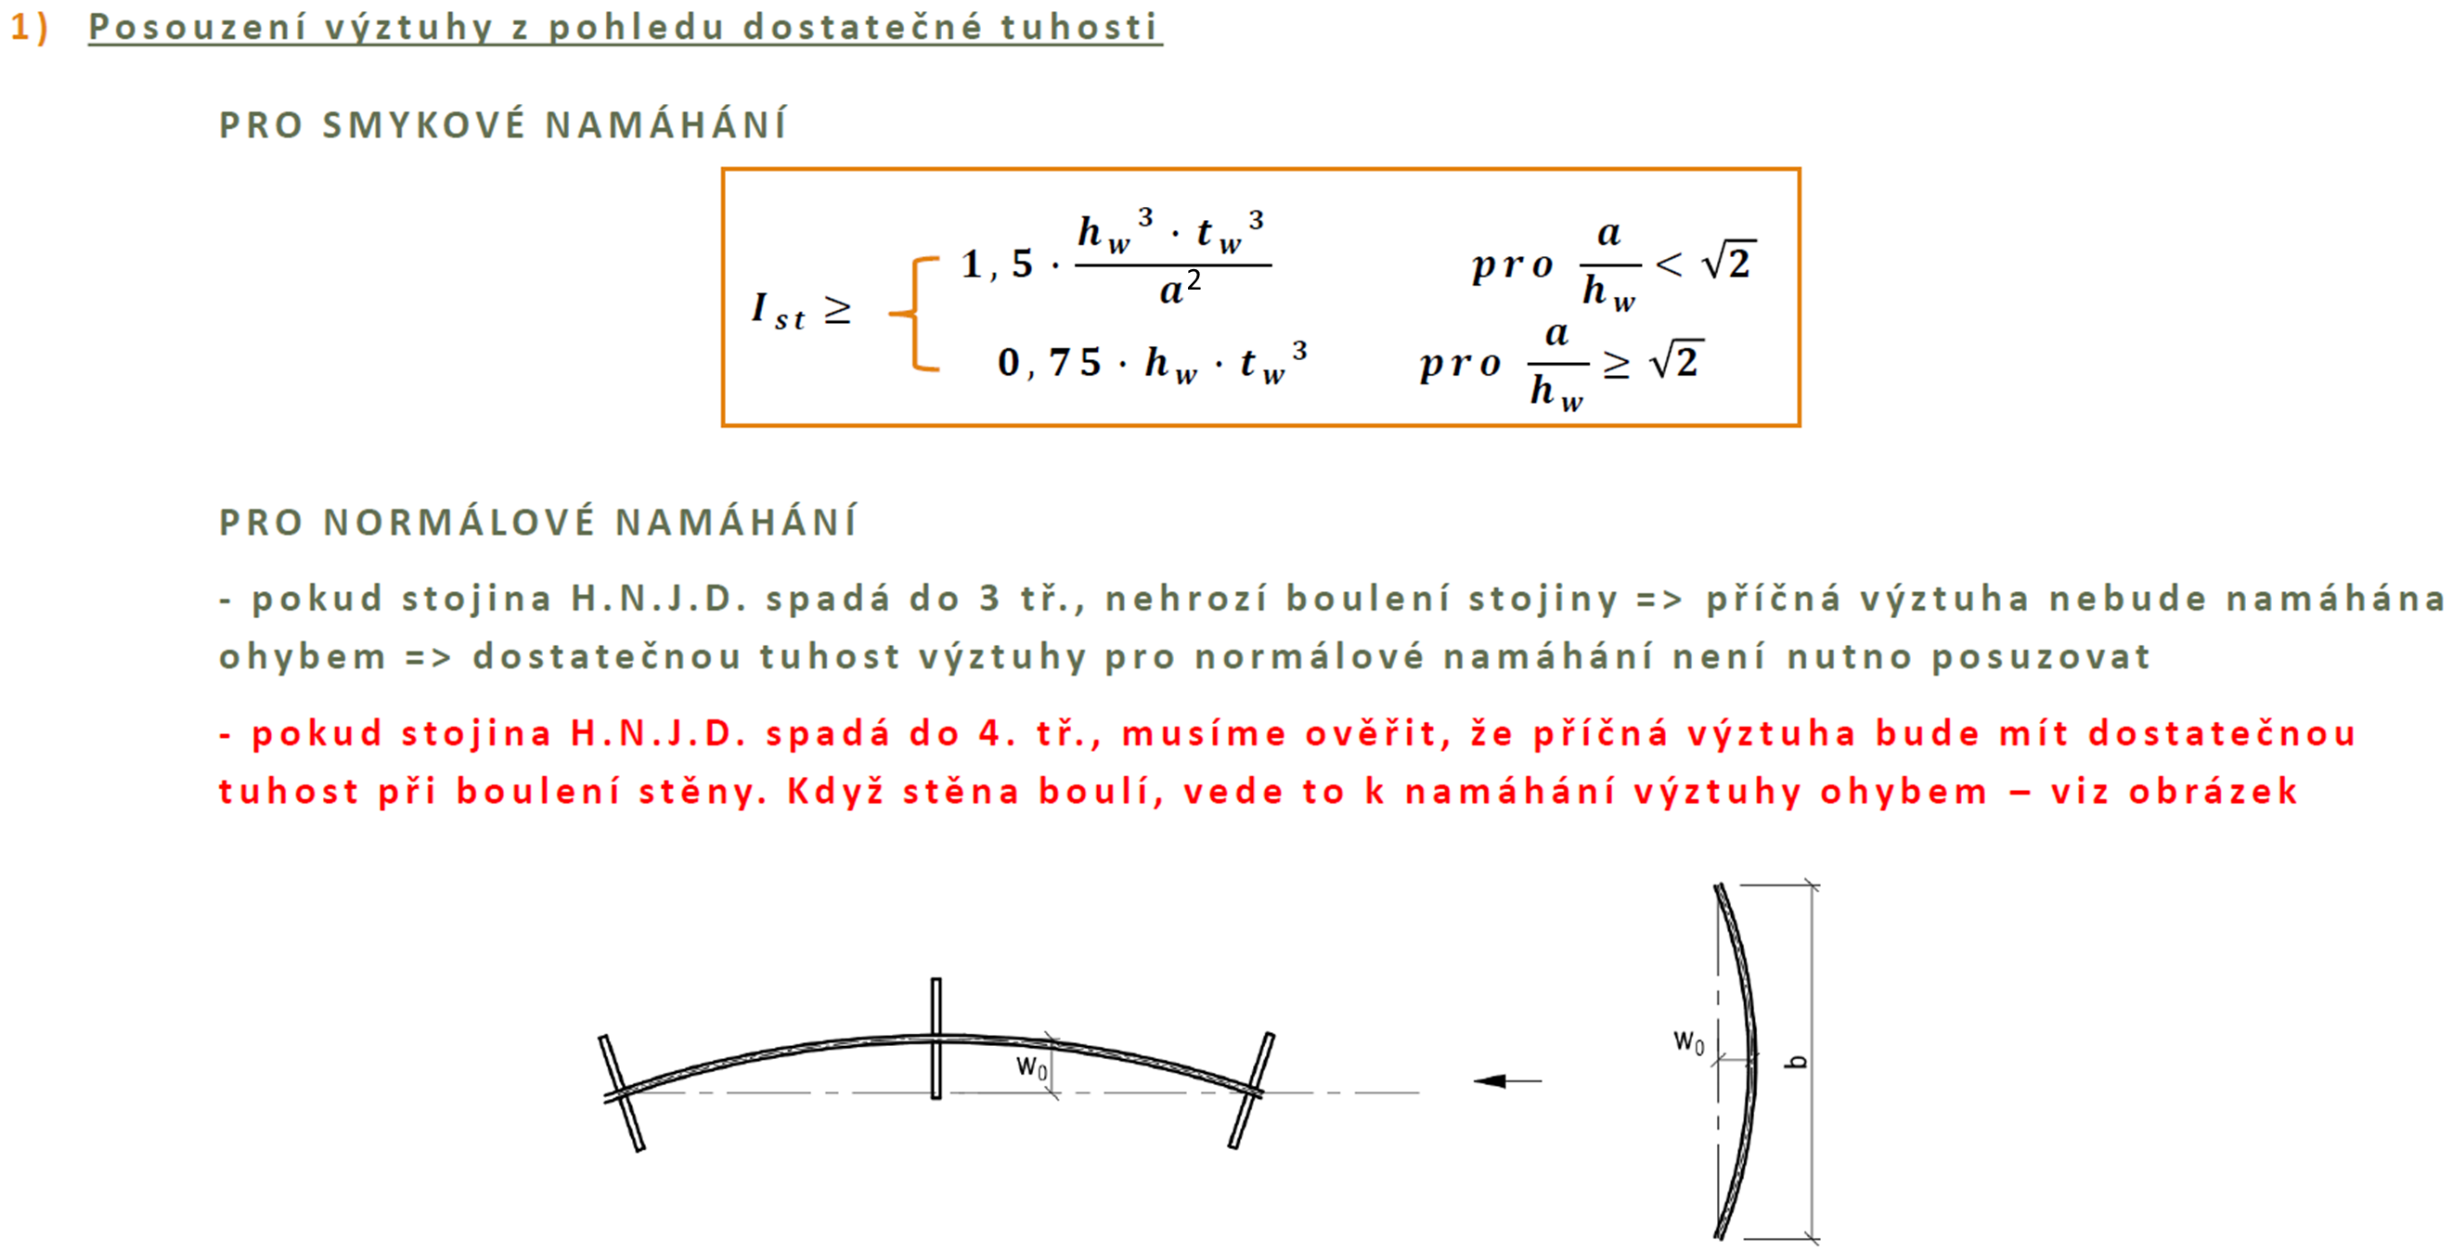 1) Posouzení výztuhy z pohledu dostatečné tuhosti
PRO SMYKOVÉ NAMÁHÁNÍ
I_st ≥ { 1,5 · (h_w³ · t_w³) / a² pro a/h_w < √2
0,75 · h_w · t_w³ pro a/h_w ≥ √2
PRO NORMÁLOVÉ NAMÁHÁNÍ
- pokud stojina H.N.J.D. spadá do 3 tř., nehrozí boulení stojiny => příčná výztuha nebude namáhána
ohybem => dostatečnou tuhost výztuhy pro normálové namáhání není nutno posuzovat
- pokud stojina H.N.J.D. spadá do 4. tř., musíme ověřit, že příčná výztuha bude mít dostatečnou
tuhost při boulení stěny. Když stěna boulí, vede to k namáhání výztuhy ohybem – viz obrázek
w₀
w₀
b